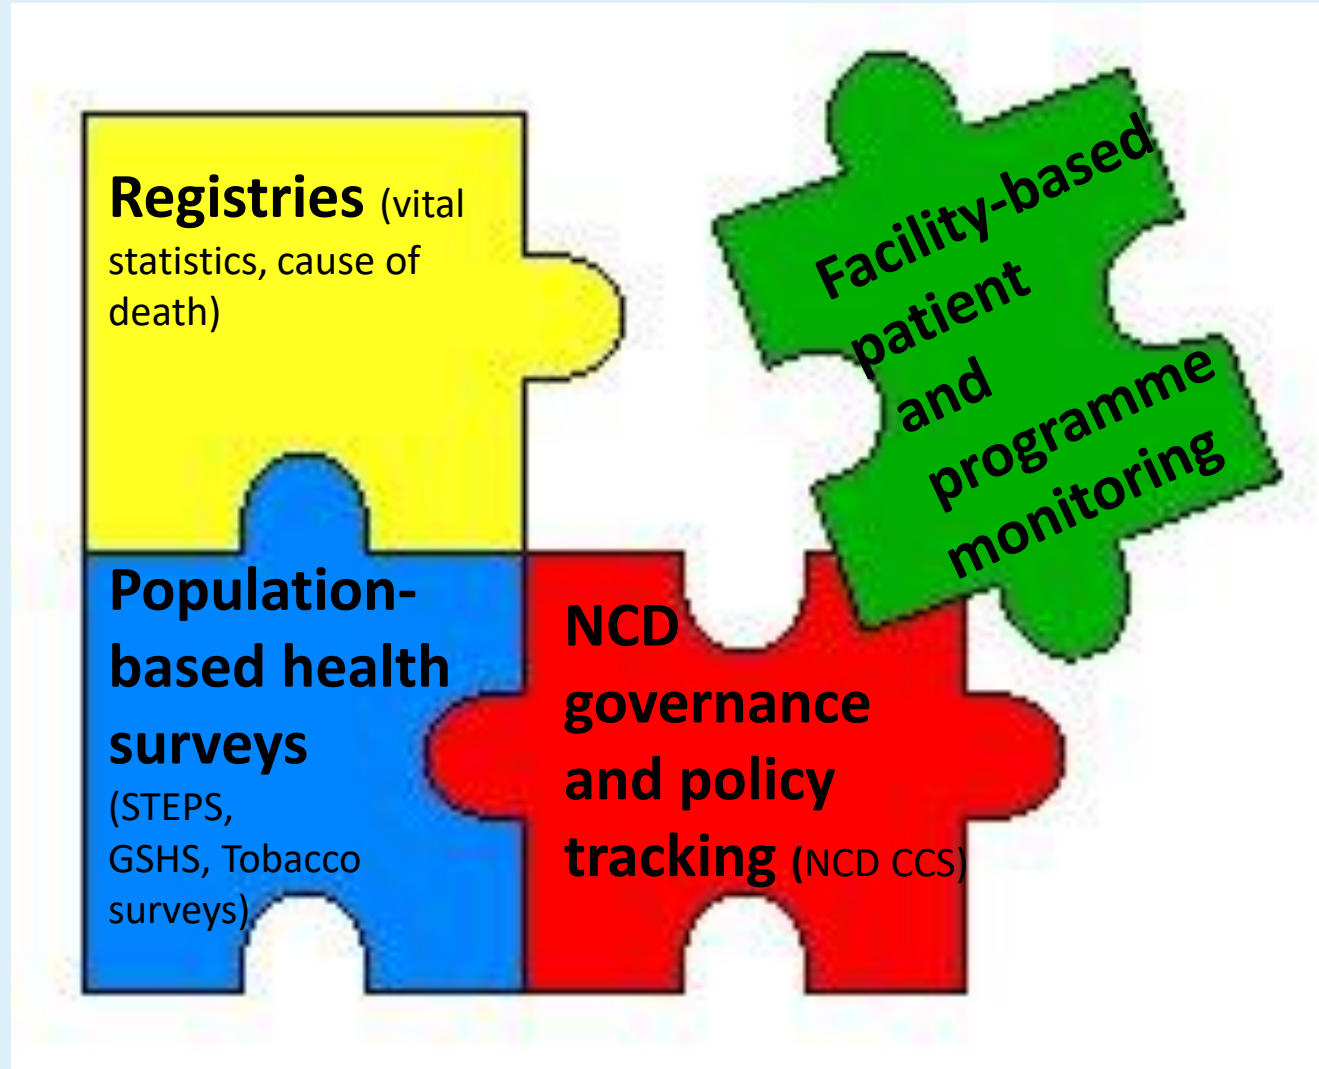 Registries (vital
statistics, cause of
death)
Facility-based
patient
and
programme
monitoring
Population-
based health
surveys
(STEPS,
GSHS, Tobacco
surveys)
NCD
governance
and policy
tracking (NCD CCS)